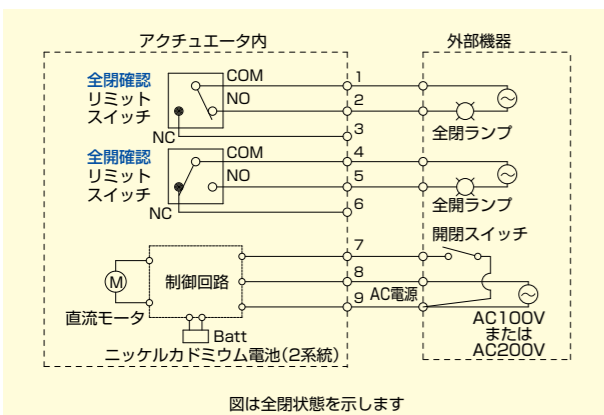 アクチュエータ内
外部機器
全閉確認
リミット
スイッチ
COM
NO
NC
1
2
3
全閉ランプ
全開確認
リミット
スイッチ
COM
NO
NC
4
5
6
全開ランプ
開閉スイッチ
7
8
9
AC電源
M
制御回路
直流モータ
Batt
ニッケルカドミウム電池(2系統)
AC100V
または
AC200V
図は全閉状態を示します